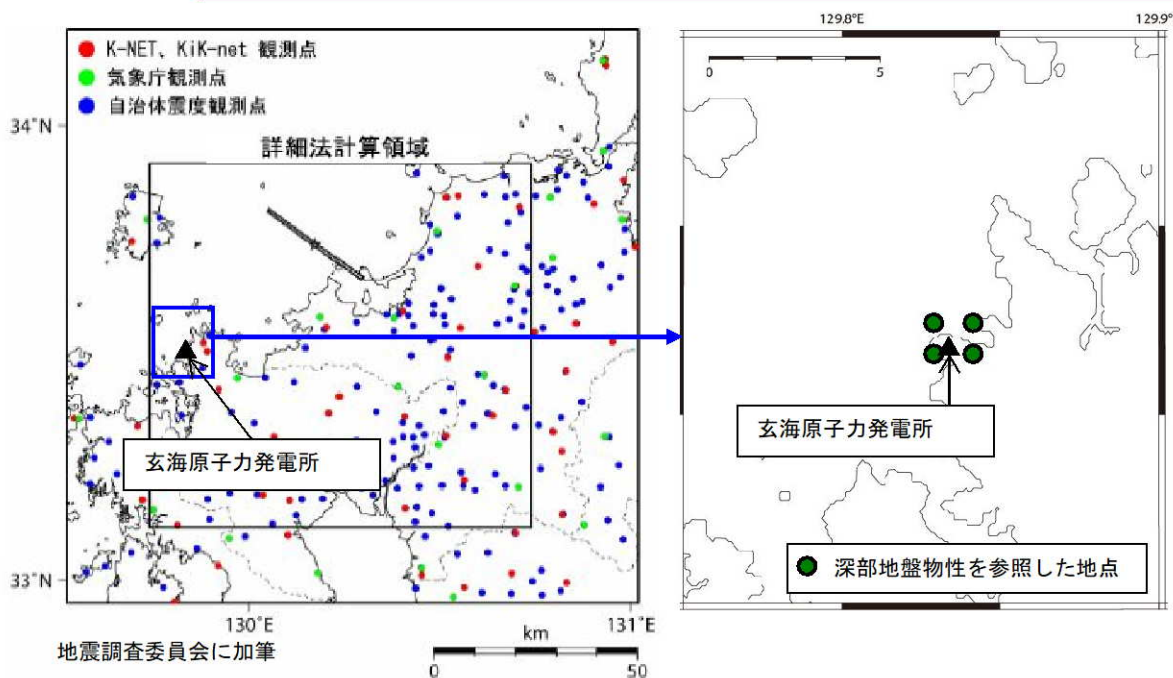 K-NET、KiK-net 観測点
気象庁観測点
自治体震度観測点
34°N
詳細法計算領域
玄海原子力発電所
33°N
130°E
131°E
地震調査委員会に加筆
km
0
50
129.8°E
129.9°
0
5
玄海原子力発電所
深部地盤物性を参照した地点